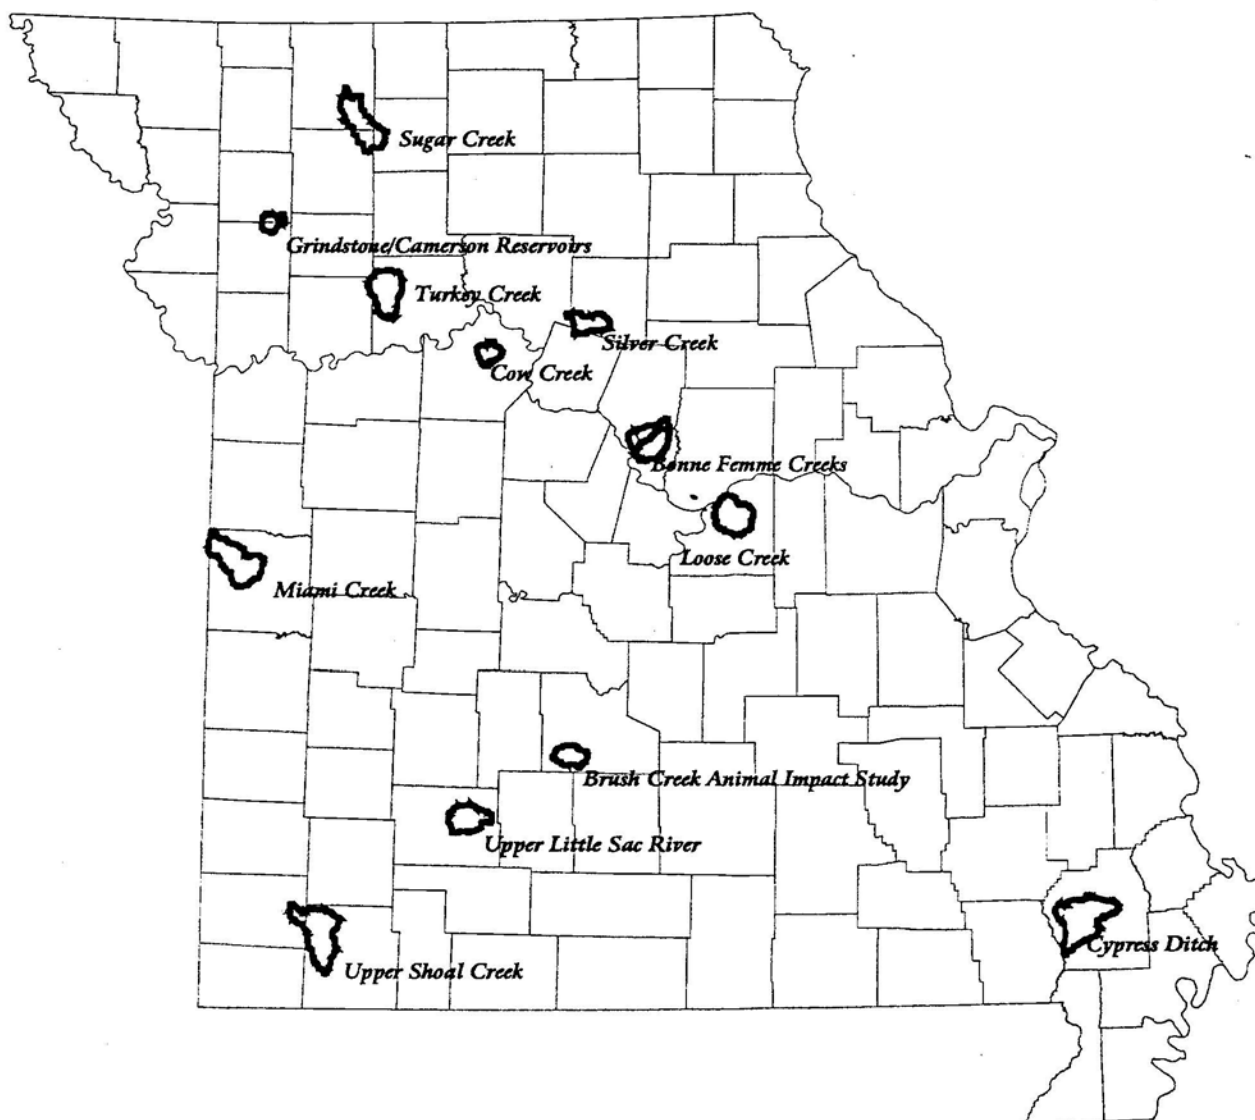 Sugar Creek
Grindstone/Camerson Reservoirs
Turkey Creek
Silver Creek
Cow Creek
Bonne Femme Creeks
Loose Creek
Miami Creek
Brush Creek Animal Impact Study
Upper Little Sac River
Cypress Ditch
Upper Shoal Creek